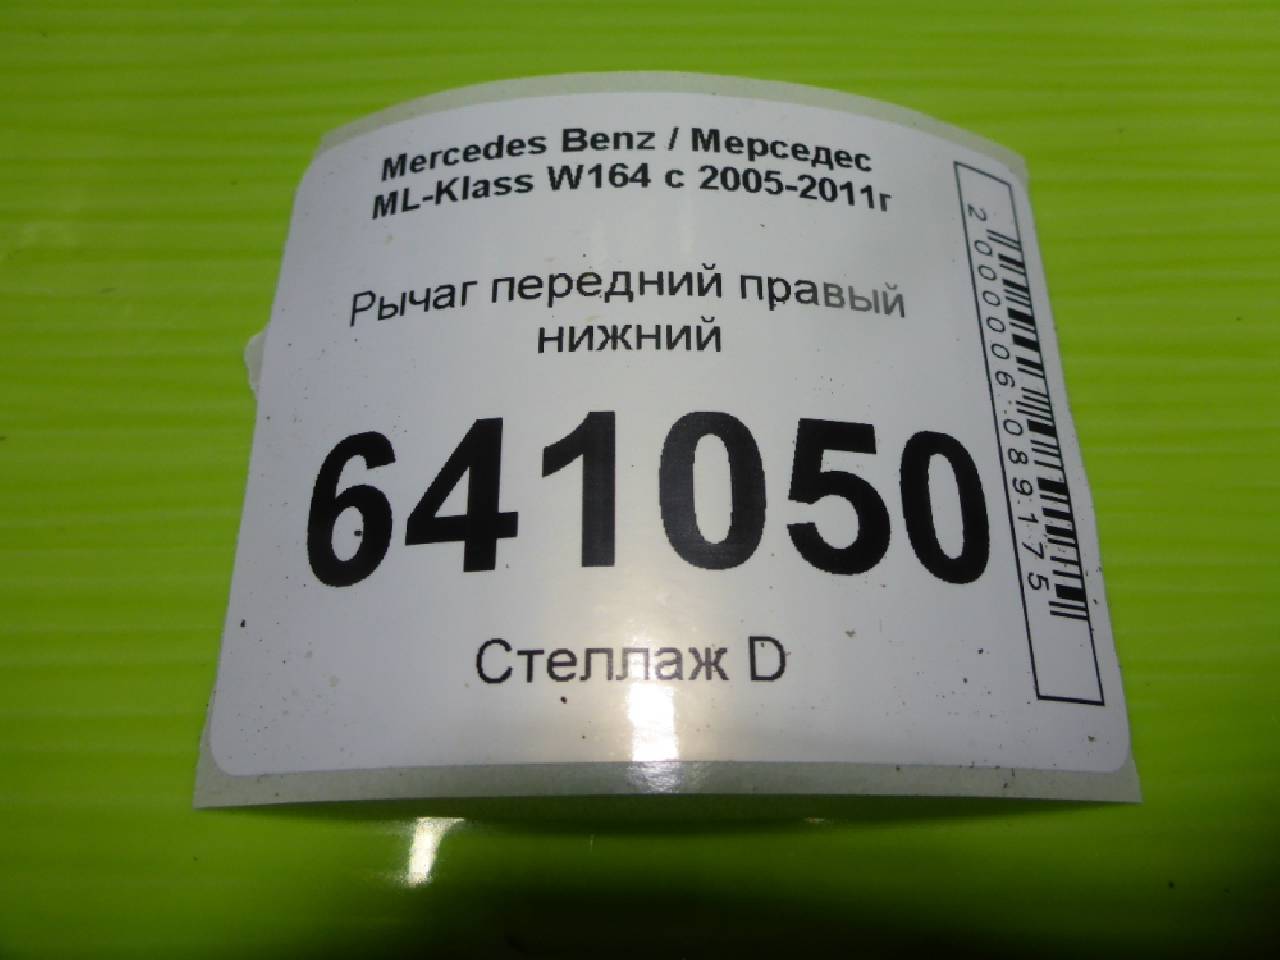 Mercedes Benz / Мерседес
ML-Klass W164 с 2005-2011г
Рычаг передний правый
нижний
641050
Стеллаж D
2000006089175